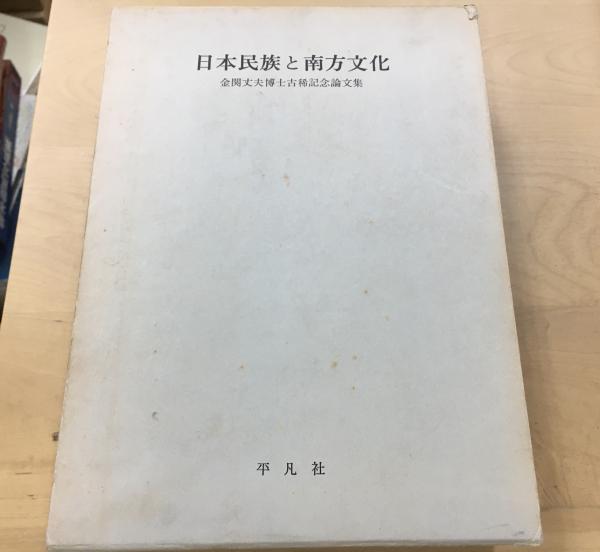 日本民族と南方文化
金関丈夫博士古稀記念論文集
平凡社